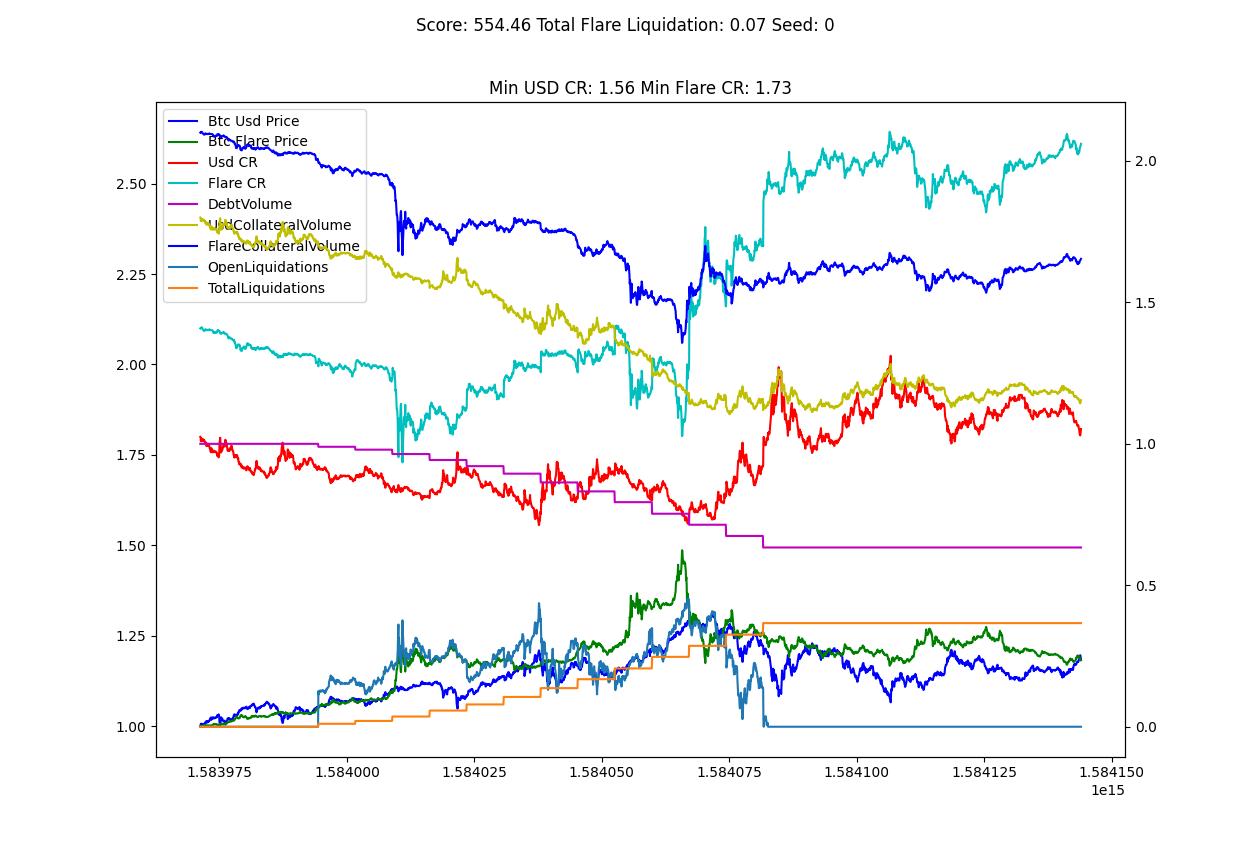 Score: 554.46 Total Flare Liquidation: 0.07 Seed: 0
Min USD CR: 1.56 Min Flare CR: 1.73
Btc Usd Price
Btc Flare Price
Usd CR
Flare CR
DebtVolume
UsdCollateralVolume
FlareCollateralVolume
OpenLiquidations
TotalLiquidations
2.50
2.25
2.00
1.75
1.50
1.25
1.00
2.0
1.5
1.0
0.5
0.0
1.583975 1.584000 1.584025 1.584050 1.584075 1.584100 1.584125 1.584150
1e15